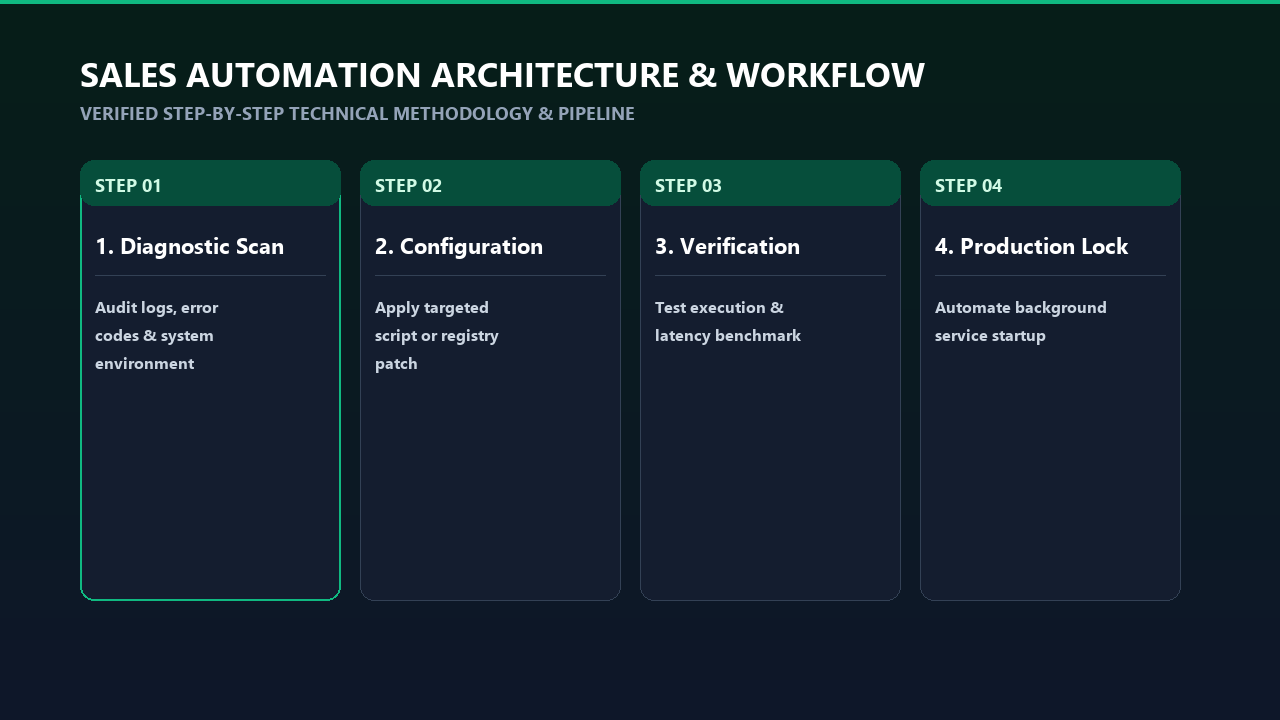 SALES AUTOMATION ARCHITECTURE & WORKFLOW
VERIFIED STEP-BY-STEP TECHNICAL METHODOLOGY & PIPELINE
STEP 01
1. Diagnostic Scan
Audit logs, error
codes & system
environment
STEP 02
2. Configuration
Apply targeted
script or registry
patch
STEP 03
3. Verification
Test execution &
latency benchmark
STEP 04
4. Production Lock
Automate background
service startup